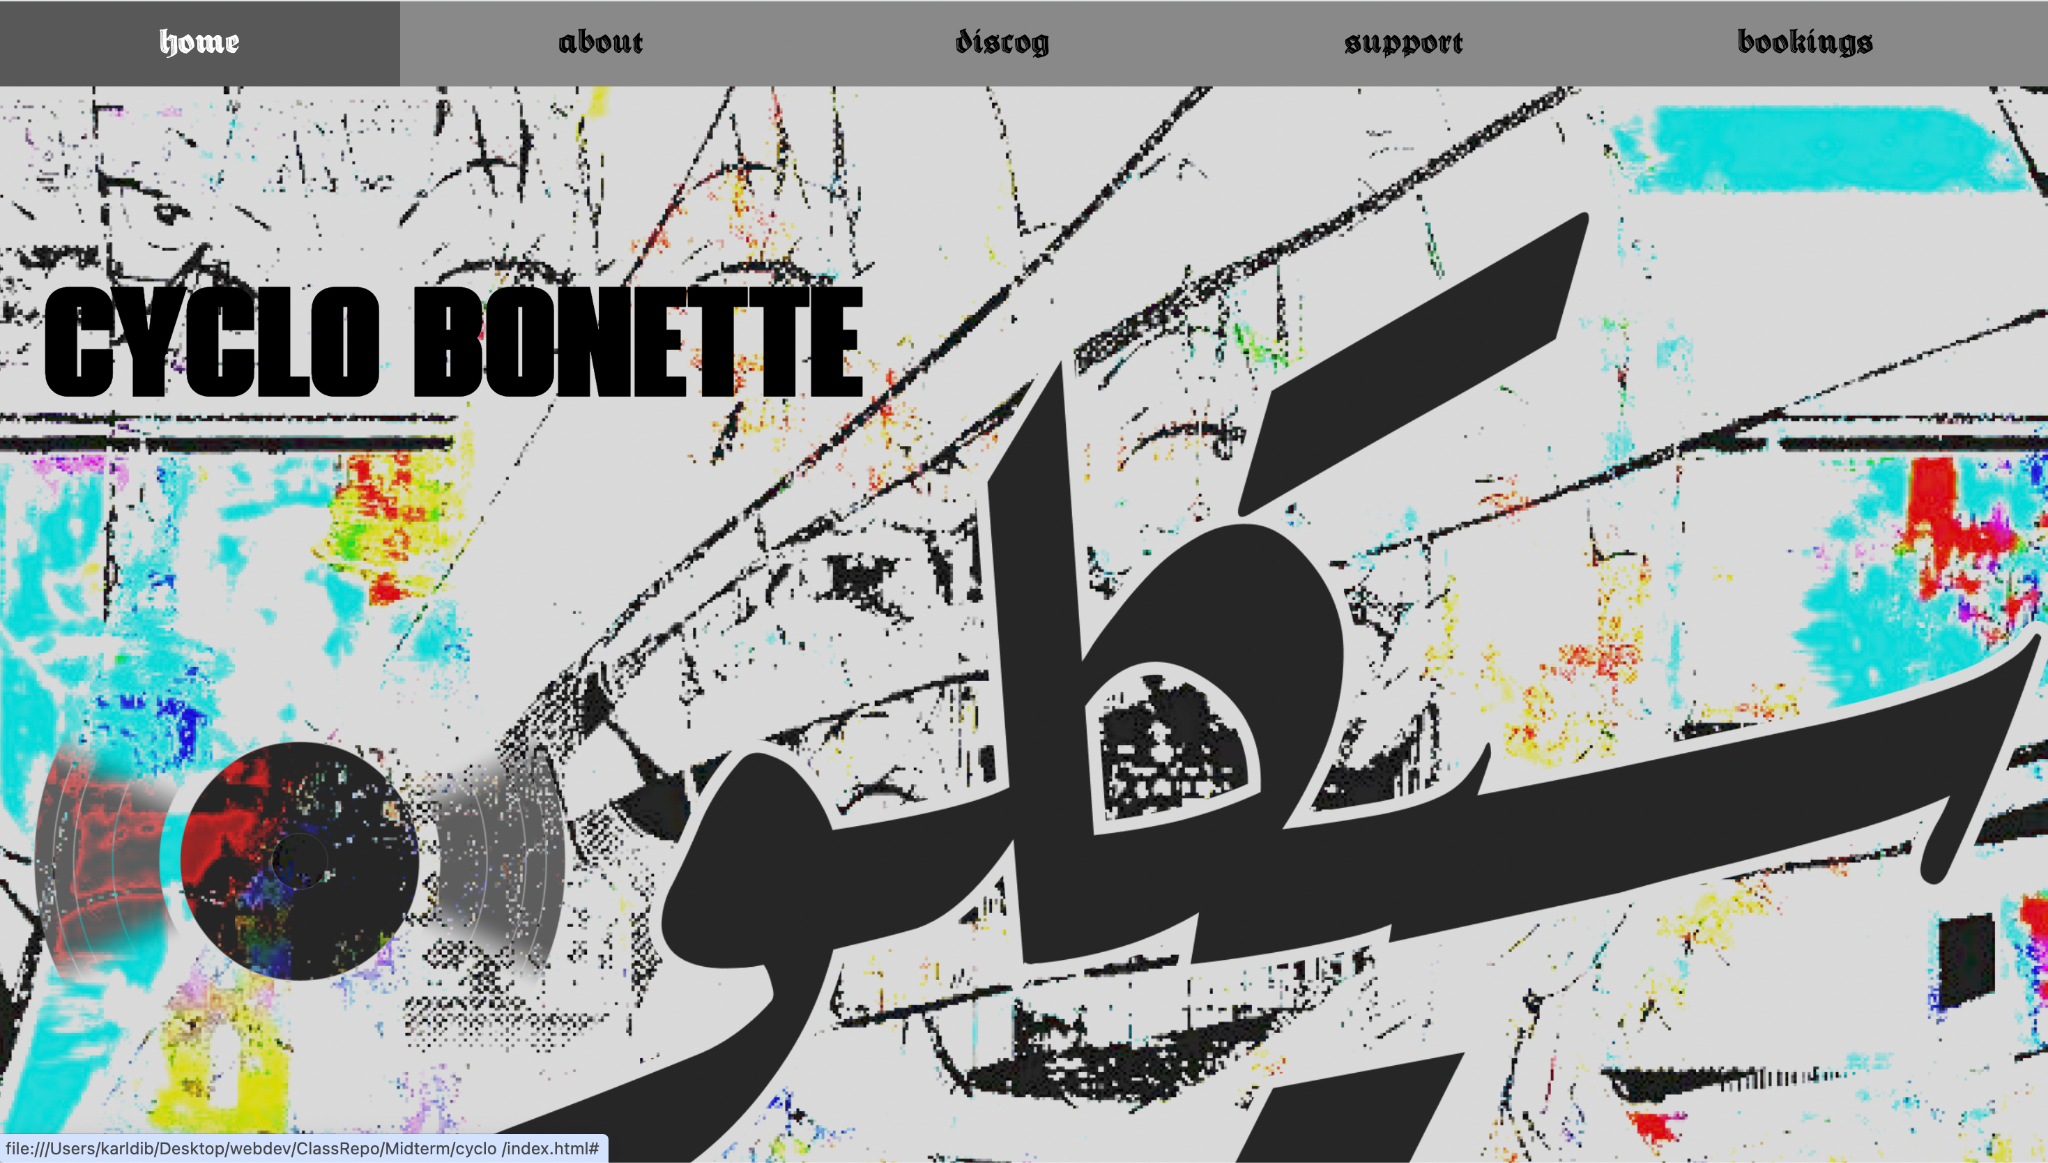 home
about
discog
support
bookings
CYCLO BONETTE
file:///Users/karldib/Desktop/webdev/ClassRepo/Midterm/cyclo /index.html#